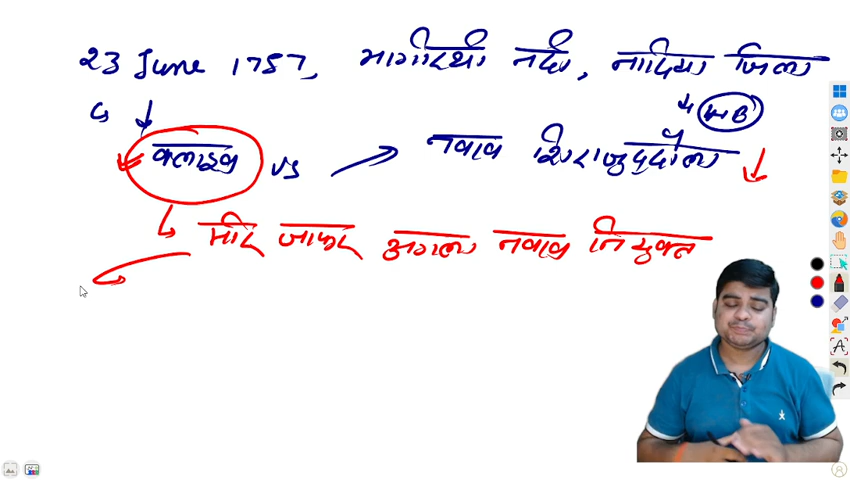 23 June 1757, भागीरथी नदी, नादिया जिला
WB
क्लाइव vs नवाब सिराजुद्दौला
मीर जाफर अगला नवाब नियुक्त